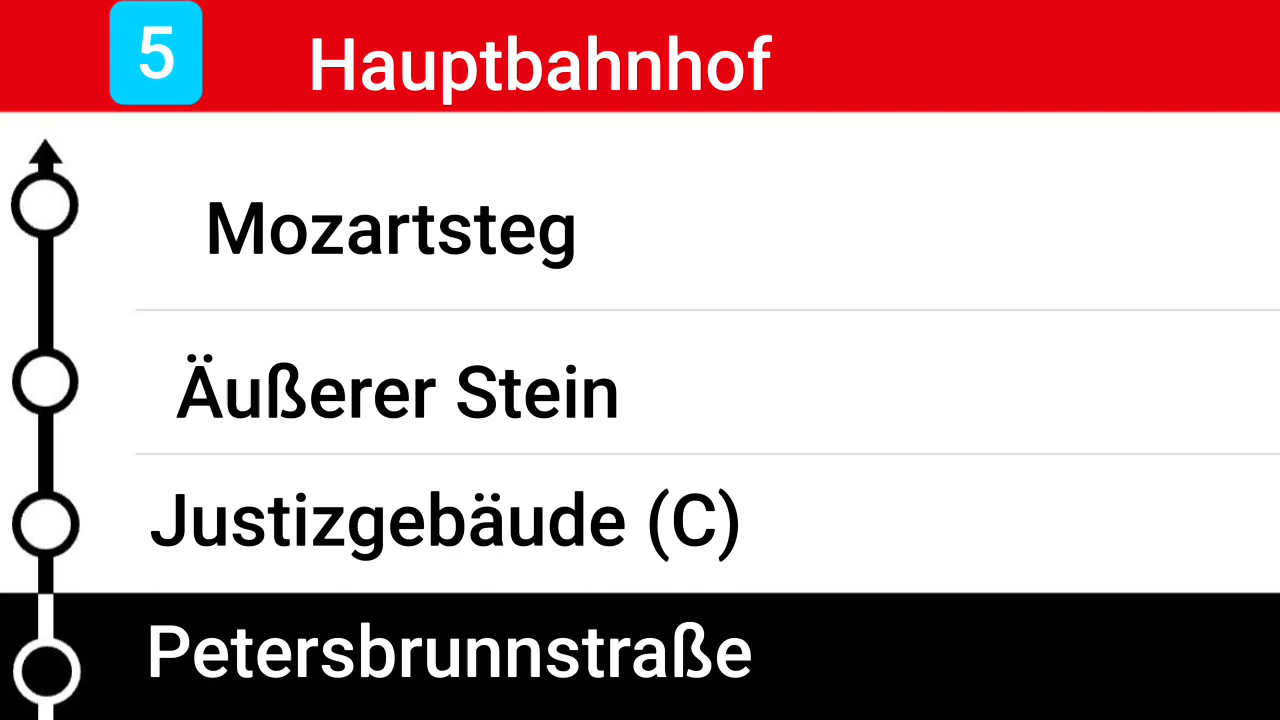 5 Hauptbahnhof
Mozartsteg
Äußerer Stein
Justizgebäude (C)
Petersbrunnstraße